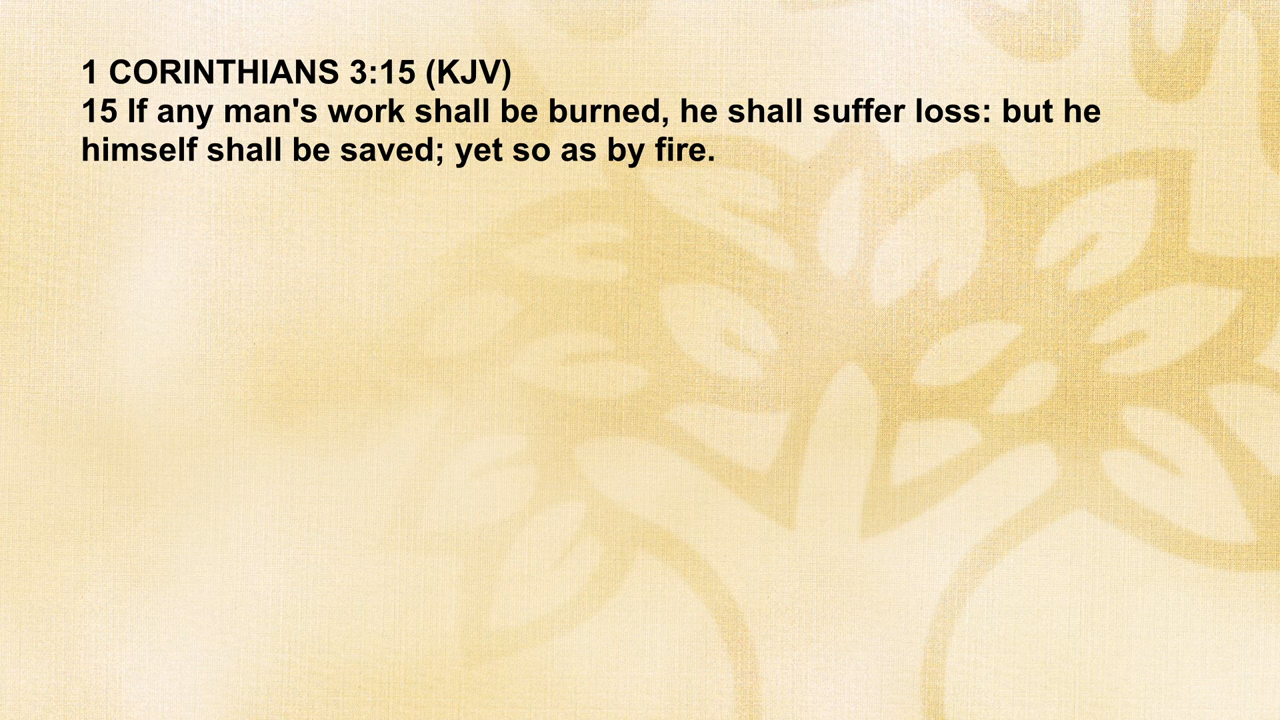 1 CORINTHIANS 3:15 (KJV)
15 If any man's work shall be burned, he shall suffer loss: but he
himself shall be saved; yet so as by fire.